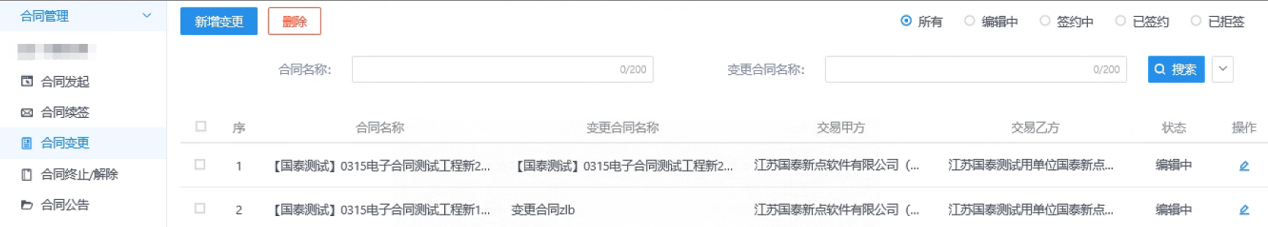 合同管理
新增变更 删除 所有 编辑中 签约中 已签约 已拒签
合同名称: 0/200 变更合同名称: 0/200 搜索
合同发起
合同续签
合同变更
合同终止/解除
合同公告
序 合同名称 变更合同名称 交易甲方 交易乙方 状态 操作
1 【国泰测试】0315电子合同测试工程新2... 【国泰测试】0315电子合同测试工程新2... 江苏国泰新点软件有限公司（... 江苏国泰测试用单位国泰新点... 编辑中
2 【国泰测试】0315电子合同测试工程新1... 变更合同zlb 江苏国泰新点软件有限公司（... 江苏国泰测试用单位国泰新点... 编辑中